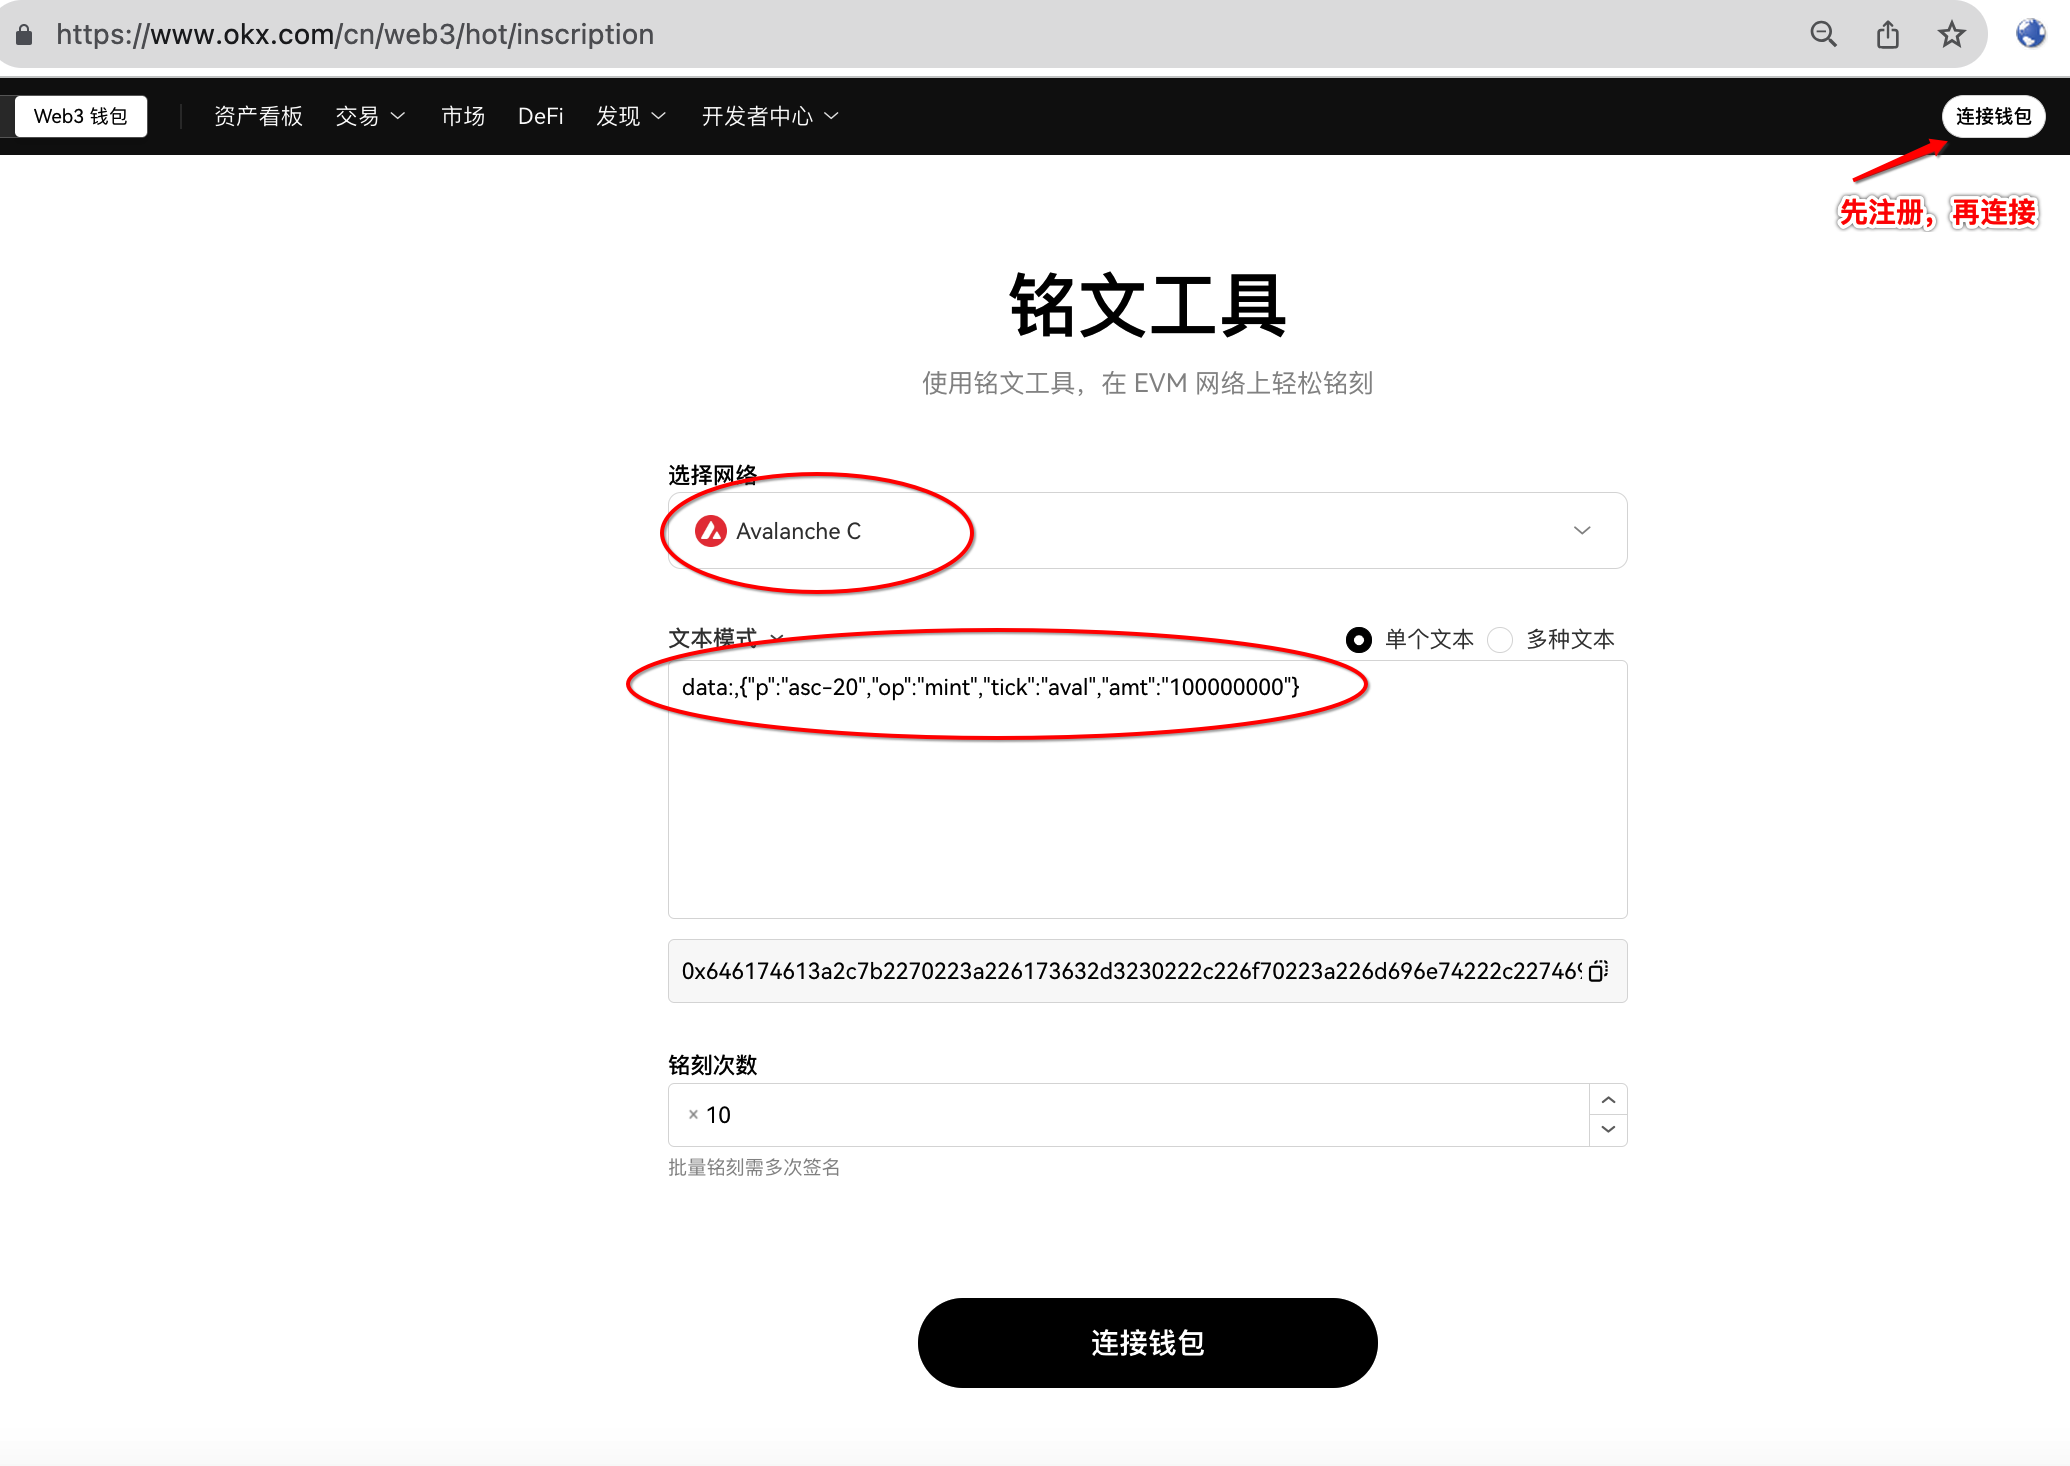 https://www.okx.com/cn/web3/hot/inscription
Web3 钱包 资产看板 交易 市场 DeFi 发现 开发者中心 连接钱包
先注册，再连接
铭文工具
使用铭文工具，在 EVM 网络上轻松铭刻
选择网络
Avalanche C
文本模式 单个文本 多种文本
data:,{"p":"asc-20","op":"mint","tick":"aval","amt":"100000000"}
0x646174613a2c7b2270223a226173632d3230222c226f70223a226d696e74222c227469
铭刻次数
× 10
批量铭刻需多次签名
连接钱包